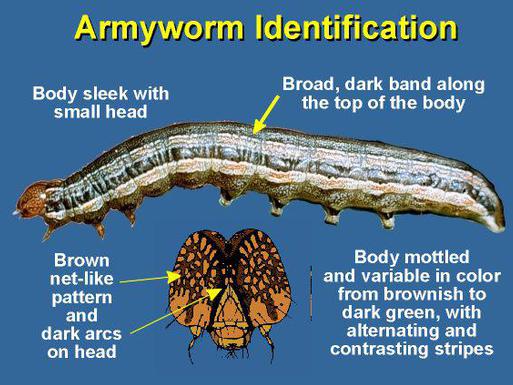 Armyworm Identification
Body sleek with
small head
Broad, dark band along
the top of the body
Brown
net-like
pattern
and
dark arcs
on head
Body mottled
and variable in color
from brownish to
dark green, with
alternating and
contrasting stripes